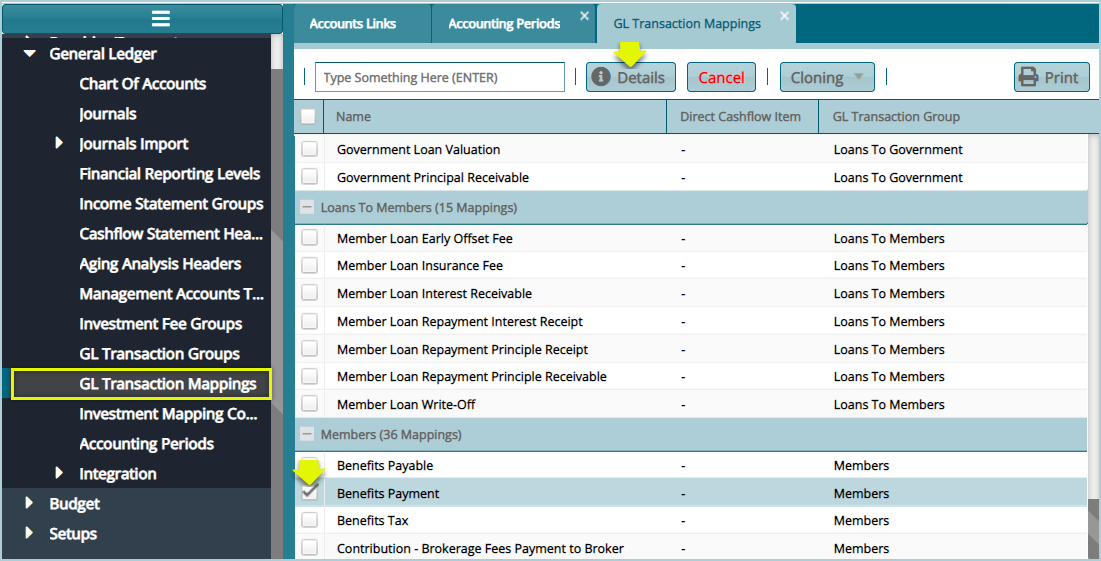 General Ledger
Chart Of Accounts
Journals
Journals Import
Financial Reporting Levels
Income Statement Groups
Cashflow Statement Hea...
Aging Analysis Headers
Management Accounts T...
Investment Fee Groups
GL Transaction Groups
GL Transaction Mappings
Investment Mapping Co...
Accounting Periods
Integration
Budget
Setups
Accounts Links
Accounting Periods
GL Transaction Mappings
Type Something Here (ENTER)
Details
Cancel
Cloning
Print
Name Direct Cashflow Item GL Transaction Group
Government Loan Valuation - Loans To Government
Government Principal Receivable - Loans To Government
Loans To Members (15 Mappings)
Member Loan Early Offset Fee - Loans To Members
Member Loan Insurance Fee - Loans To Members
Member Loan Interest Receivable - Loans To Members
Member Loan Repayment Interest Receipt - Loans To Members
Member Loan Repayment Principle Receipt - Loans To Members
Member Loan Repayment Principle Receivable - Loans To Members
Member Loan Write-Off - Loans To Members
Members (36 Mappings)
Benefits Payable - Members
Benefits Payment - Members
Benefits Tax - Members
Contribution - Brokerage Fees Payment to Broker - Members